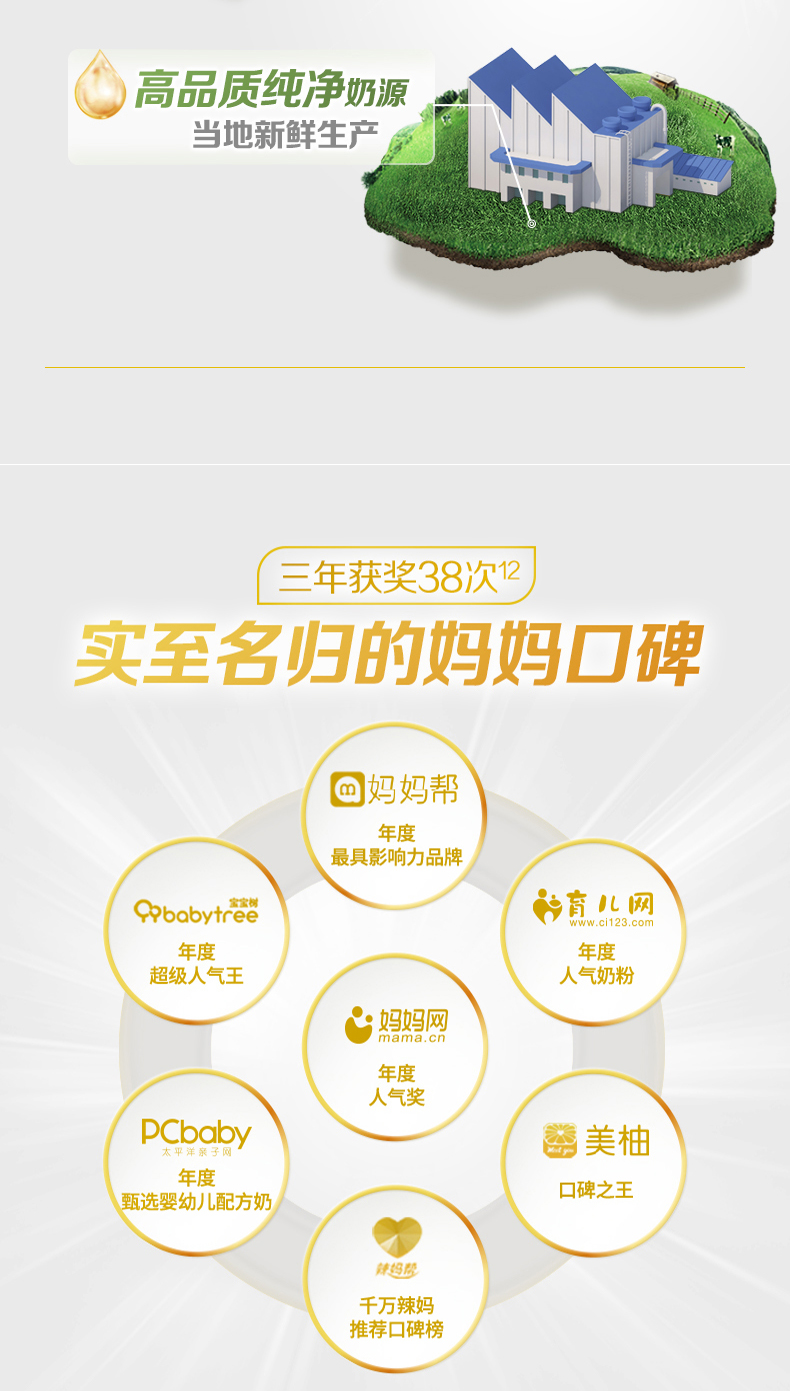 高品质纯净奶源
当地新鲜生产
三年获奖38次12
实至名归的妈妈口碑
m 妈妈帮
年度
最具影响力品牌
宝宝树
babytree
年度
超级人气王
育儿网
www.ci123.com
年度
人气奶粉
妈妈网
mama.cn
年度
人气奖
PCbaby
太平洋亲子网
年度
甄选婴幼儿配方奶
美柚
口碑之王
辣妈帮
千万辣妈
推荐口碑榜